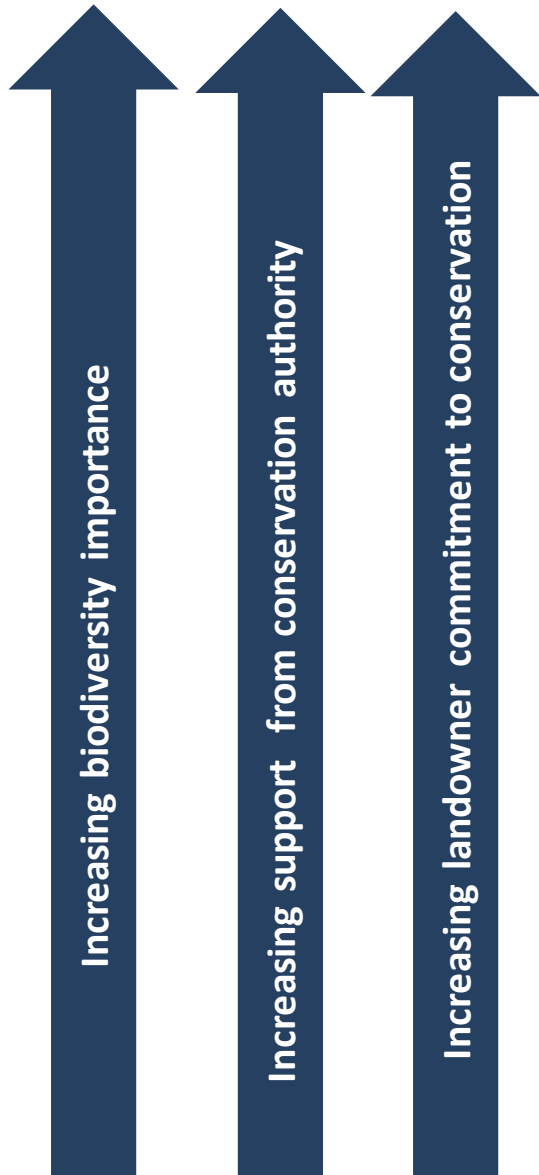 Increasing biodiversity importance
Increasing support from conservation authority
Increasing landowner commitment to conservation